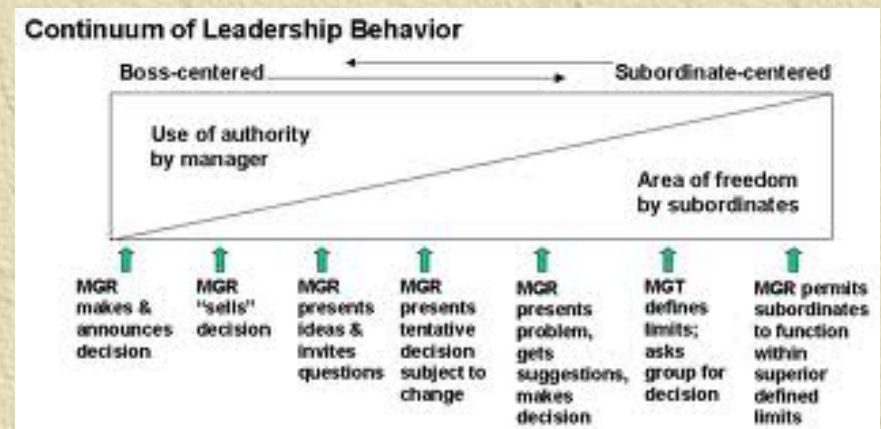 Continuum of Leadership Behavior
Boss-centered
Subordinate-centered
Use of authority
by manager
Area of freedom
by subordinates
MGR
makes &
announces
decision
MGR
"sells"
decision
MGR
presents
ideas &
invites
questions
MGR
presents
tentative
decision
subject to
change
MGR
presents
problem,
gets
suggestions,
makes
decision
MGT
defines
limits;
asks
group for
decision
MGR permits
subordinates
to function
within
superior
defined
limits